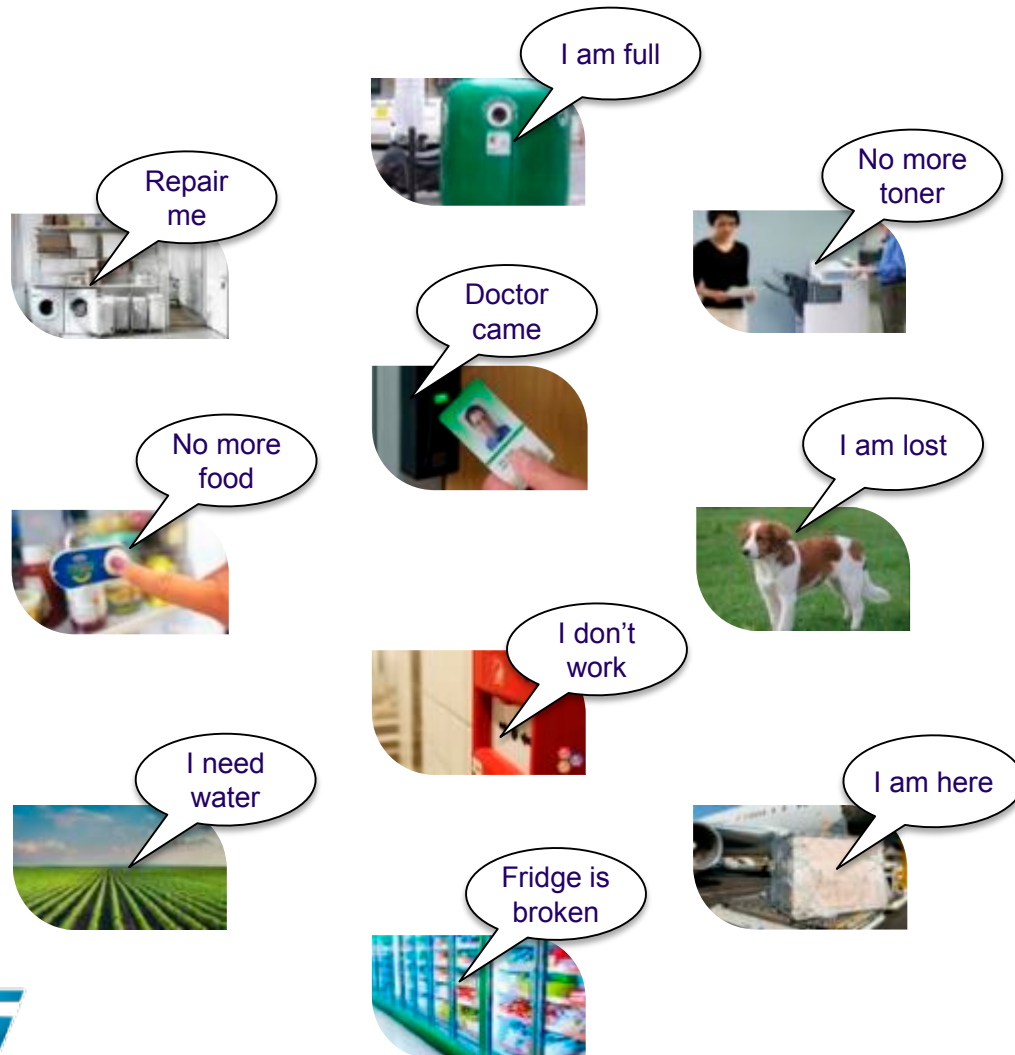 I am full
Repair
me
No more
toner
Doctor
came
No more
food
I am lost
I don’t
work
I need
water
I am here
Fridge is
broken